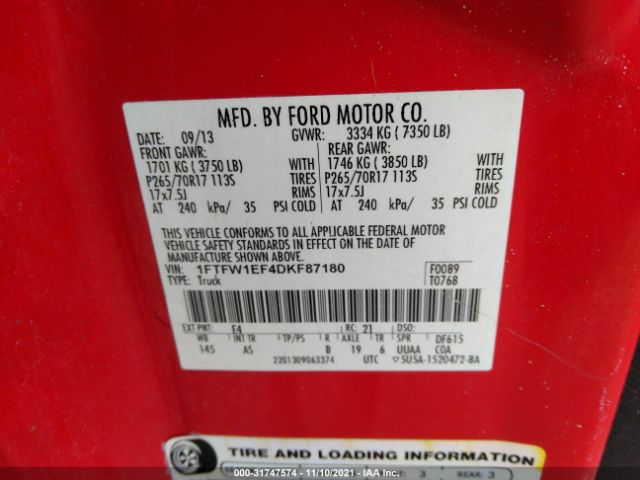 MFD. BY FORD MOTOR CO.
DATE: 09/13 GVWR: 3334 KG ( 7350 LB)
FRONT GAWR: REAR GAWR:
1701 KG ( 3750 LB) WITH 1746 KG ( 3850 LB) WITH
P265/70R17 113S TIRES P265/70R17 113S TIRES
17x7.5J RIMS 17x7.5J RIMS
AT 240 kPa/ 35 PSI COLD AT 240 kPa/ 35 PSI COLD
THIS VEHICLE CONFORMS TO ALL APPLICABLE FEDERAL MOTOR
VEHICLE SAFETY STANDARDS IN EFFECT ON THE DATE OF
MANUFACTURE SHOWN ABOVE.
VIN: 1FTFW1EF4DKF87180 F0089
TYPE: Truck T0768
EXT PNT: F4 RC: 21 DSO:
WB INT TR TP/PS R AXLE TR SPR DF615
145 AS B 19 6 UUAA C0A
2201309063374 UTC 5U5A-1520472-BA
TIRE AND LOADING INFORMATION
3 REAR: 3
000-31747574 — 11/10/2021 — IAA Inc.